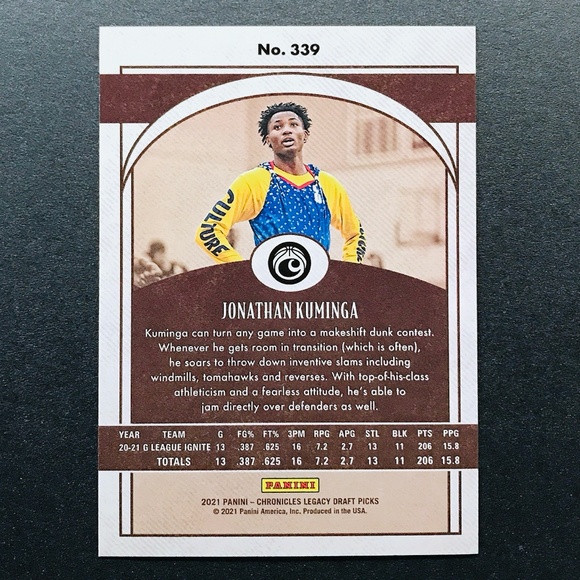 No. 339
CULTURE
JONATHAN KUMINGA
Kuminga can turn any game into a makeshift dunk contest.
Whenever he gets room in transition (which is often),
he soars to throw down inventive slams including
windmills, tomahawks and reverses. With top-of-his-class
athleticism and a fearless attitude, he's able to
jam directly over defenders as well.
YEAR TEAM G FG% FT% 3PM RPG APG STL BLK PTS PPG
20-21 G LEAGUE IGNITE 13 .387 .625 16 7.2 2.7 13 11 206 15.8
TOTALS 13 .387 .625 16 7.2 2.7 13 11 206 15.8
PANINI
2021 PANINI – CHRONICLES LEGACY DRAFT PICKS
© 2021 Panini America, Inc. Produced in the USA.